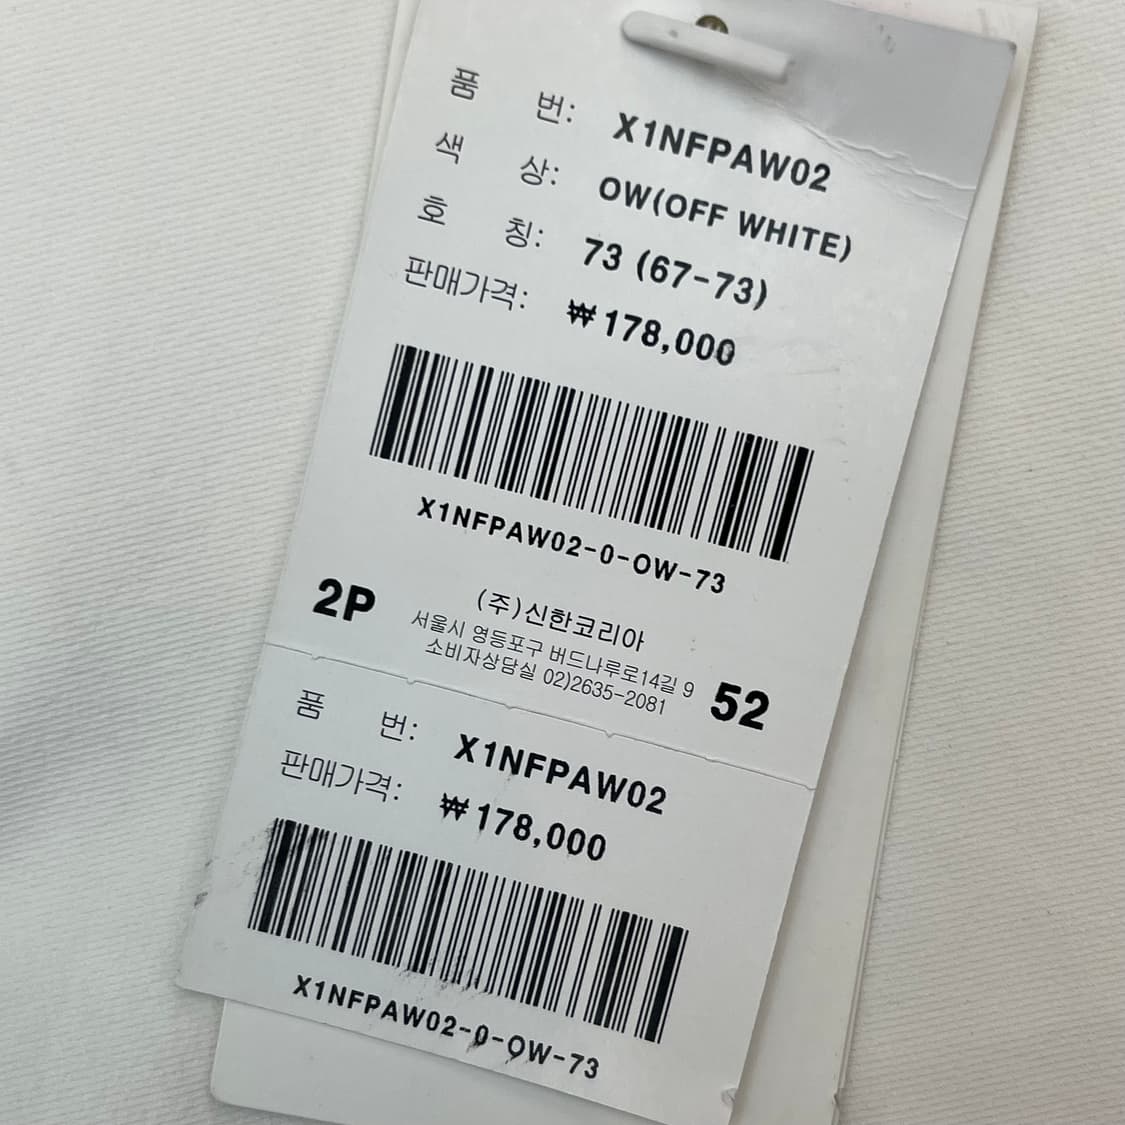 품 번: X1NFPAW02
색 상: OW(OFF WHITE)
호 칭: 73 (67-73)
판매가격: ₩178,000
X1NFPAW02-0-OW-73
2P
(주)신한코리아
서울시 영등포구 버드나루로14길 9
소비자상담실 02)2635-2081
52
품 번: X1NFPAW02
판매가격: ₩178,000
X1NFPAW02-0-OW-73